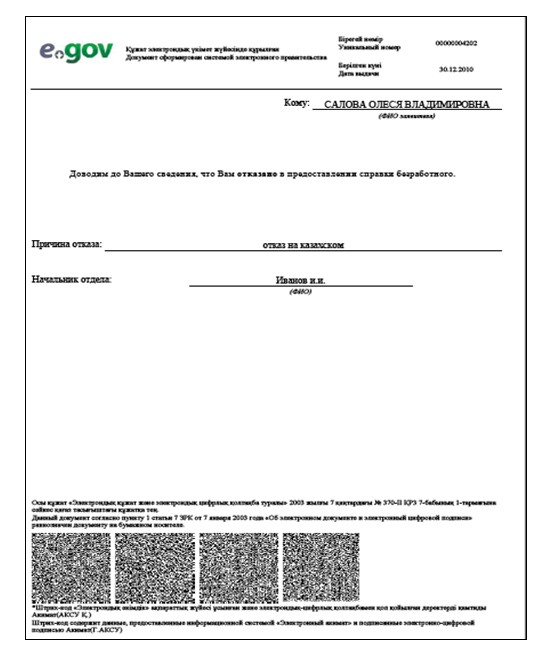 e.gov
Құжат электрондық үкімет жүйесінде құрылған
Документ сформирован системой электронного правительства
Бірегей нөмір
Уникальный номер
00000004202
Берілген күні
Дата выдачи
30.12.2010
Кому: САЛОВА ОЛЕСЯ ВЛАДИМИРОВНА
(ФИО заявителя)
Доводим до Вашего сведения, что Вам отказано в предоставлении справки безработного.
Причина отказа: отказ на казахском
Начальник отдела: Иванов и.и.
(ФИО)
Осы құжат «Электрондық құжат және электрондық цифрлық қолтаңба туралы» 2003 жылғы 7 қаңтардағы № 370-II ҚРЗ 7-бабының 1-тармағына
сәйкес қағаз тасығыштағы құжатқа тең.
Данный документ согласно пункту 1 статьи 7 ЗРК от 7 января 2003 года «Об электронном документе и электронной цифровой подписи»
равнозначен документу на бумажном носителе.
*Штрих-код «Электрондық әкімдік» ақпараттық жүйесі ұсынған және электрондық-цифрлық қолтаңбамен қол қойылған деректерді қамтиды
Акимат(АКСУ Қ.)
Штрих-код содержит данные, предоставленные информационной системой «Электронный акимат» и подписанные электронно-цифровой
подписью Акимат(Г.АКСУ)